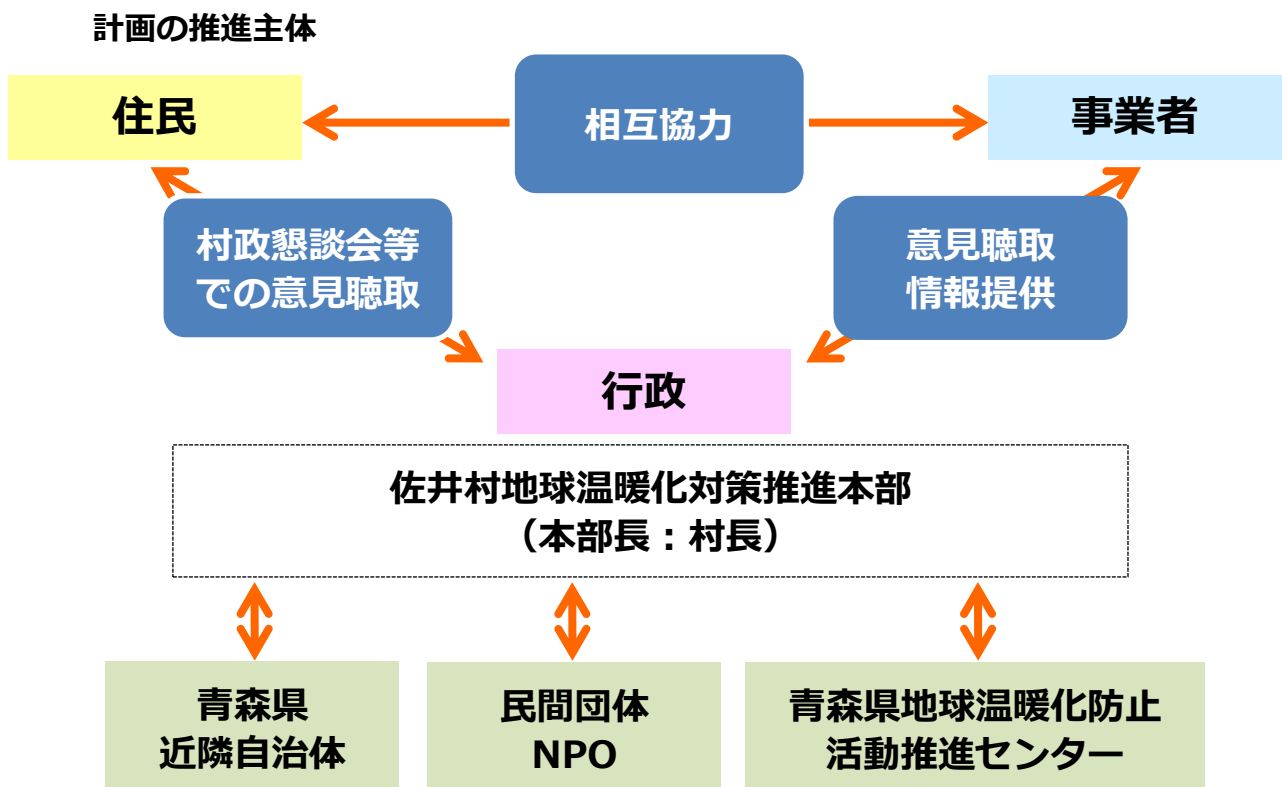 計画の推進主体
住民
相互協力
事業者
村政懇談会等
での意見聴取
意見聴取
情報提供
行政
佐井村地球温暖化対策推進本部
（本部長：村長）
青森県
近隣自治体
民間団体
NPO
青森県地球温暖化防止
活動推進センター